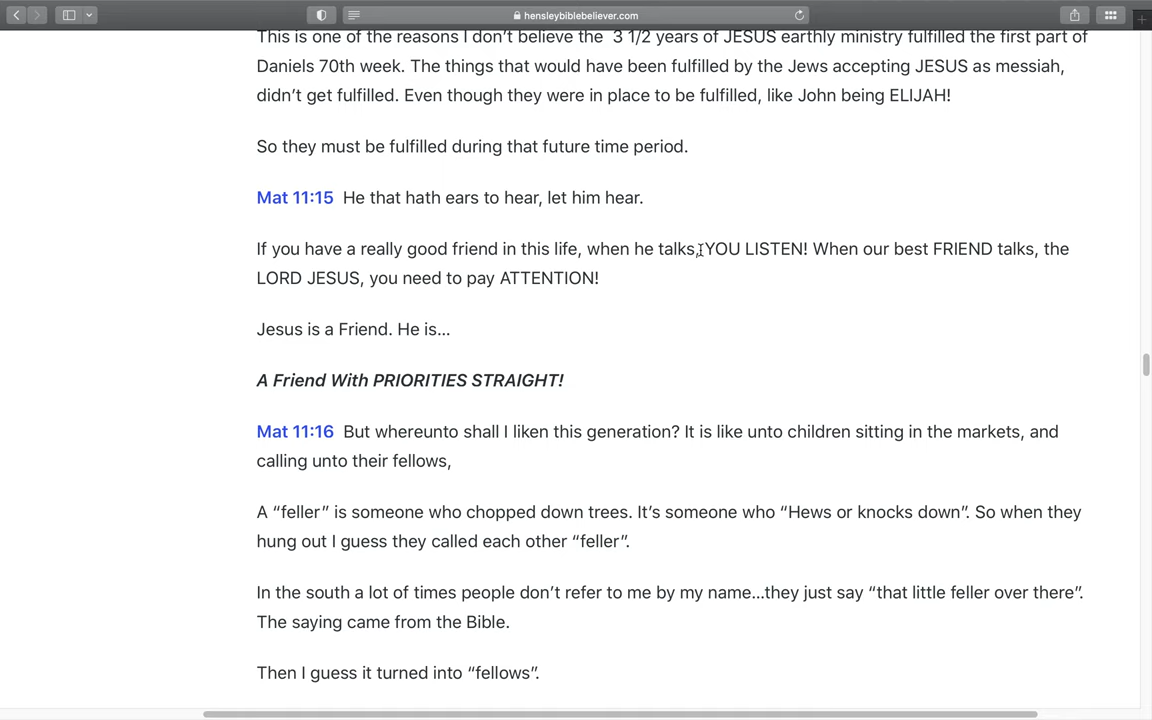 hensleybiblebeliever.com
This is one of the reasons I don’t believe the  3 1/2 years of JESUS earthly ministry fulfilled the first part of
Daniels 70th week. The things that would have been fulfilled by the Jews accepting JESUS as messiah,
didn’t get fulfilled. Even though they were in place to be fulfilled, like John being ELIJAH!
So they must be fulfilled during that future time period.
Mat 11:15  He that hath ears to hear, let him hear.
If you have a really good friend in this life, when he talks, YOU LISTEN! When our best FRIEND talks, the
LORD JESUS, you need to pay ATTENTION!
Jesus is a Friend. He is…
A Friend With PRIORITIES STRAIGHT!
Mat 11:16  But whereunto shall I liken this generation? It is like unto children sitting in the markets, and
calling unto their fellows,
A “feller” is someone who chopped down trees. It’s someone who “Hews or knocks down”. So when they
hung out I guess they called each other “feller”.
In the south a lot of times people don’t refer to me by my name…they just say “that little feller over there”.
The saying came from the Bible.
Then I guess it turned into “fellows”.